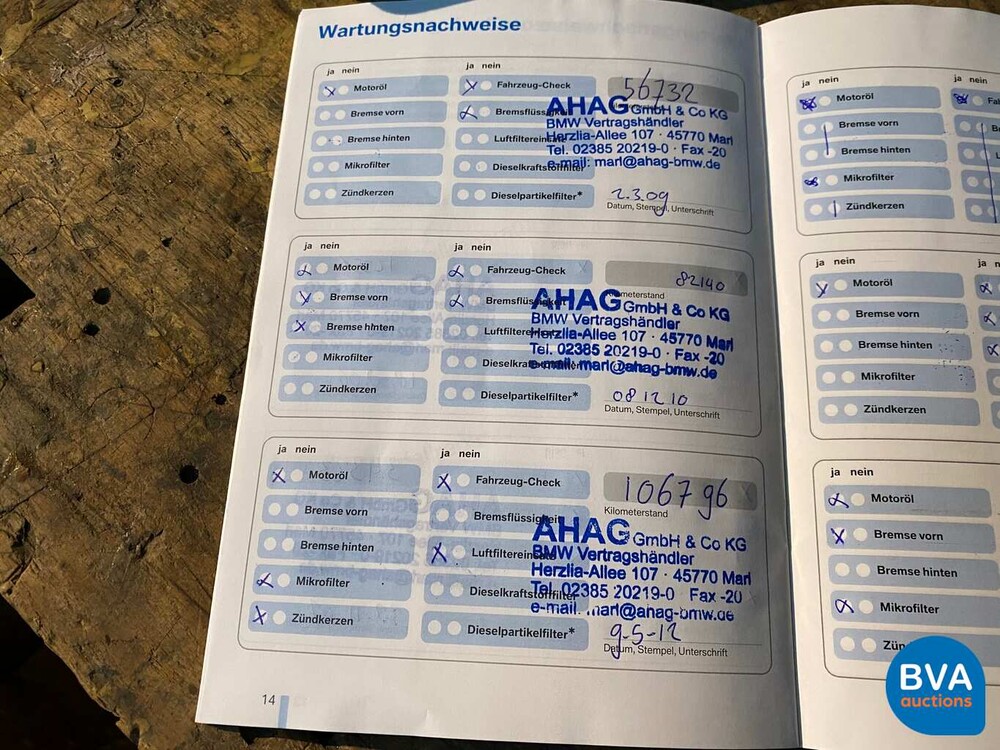 Wartungsnachweise
ja nein
ja nein
Motoröl
Fahrzeug-Check
56732
Bremse vorn
Bremsflüssigkeit
AHAG GmbH & Co KG
BMW Vertragshändler
Bremse hinten
Luftfiltereinsatz
Herzlia-Allee 107 · 45770 Marl
Tel. 02385 20219-0 · Fax -20
Mikrofilter
Dieselkraftstofffilter
e-mail: marl@ahag-bmw.de
Zündkerzen
Dieselpartikelfilter*
2.3.09
Datum, Stempel, Unterschrift
ja nein
ja nein
Motoröl
Fahrzeug-Check
82140
Kilometerstand
Bremse vorn
Bremsflüssigkeit
AHAG GmbH & Co KG
BMW Vertragshändler
Bremse hinten
Luftfiltereinsatz
Herzlia-Allee 107 · 45770 Marl
Tel. 02385 20219-0 · Fax -20
Mikrofilter
Dieselkraftstofffilter
e-mail: marl@ahag-bmw.de
Zündkerzen
Dieselpartikelfilter*
08 12 10
Datum, Stempel, Unterschrift
ja nein
ja nein
Motoröl
Fahrzeug-Check
106796
Kilometerstand
Bremse vorn
Bremsflüssigkeit
AHAG GmbH & Co KG
BMW Vertragshändler
Bremse hinten
Luftfiltereinsatz
Herzlia-Allee 107 · 45770 Marl
Tel. 02385 20219-0 Fax -20
Mikrofilter
Dieselkraftstofffilter
e-mail: marl@ahag-bmw.de
Zündkerzen
Dieselpartikelfilter*
9-5-12
Datum, Stempel, Unterschrift
14
ja nein
ja nein
Motoröl
Fa
Bremse vorn
B
Bremse hinten
L
Mikrofilter
Zündkerzen
ja nein
ja n
Motoröl
Bremse vorn
Bremse hinten
Mikrofilter
Zündkerzen
ja nein
Motoröl
Bremse vorn
Bremse hinten
Mikrofilter
Zün
BVA
auctions